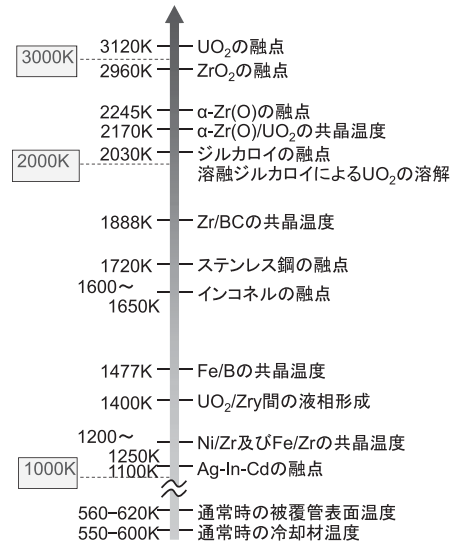 3120K UO₂の融点
3000K
2960K ZrO₂の融点
2245K α-Zr(O)の融点
2170K α-Zr(O)/UO₂の共晶温度
2030K ジルカロイの融点
2000K 溶融ジルカロイによるUO₂の溶解
1888K Zr/BCの共晶温度
1720K ステンレス鋼の融点
1600〜
1650K インコネルの融点
1477K Fe/Bの共晶温度
1400K UO₂/Zry間の液相形成
1200〜
1250K Ni/Zr及びFe/Zrの共晶温度
1100K Ag-In-Cdの融点
1000K
560–620K 通常時の被覆管表面温度
550–600K 通常時の冷却材温度